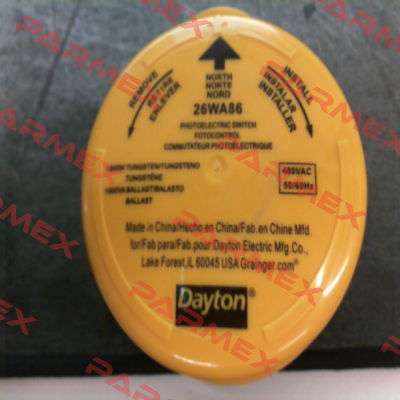 NORTH
NORTE
NORD
REMOVE
RETIRE
ENLEVER
INSTALL
INSTALAR
INSTALLER
26WA86
PHOTOELECTRIC SWITCH
FOTOCONTROL
COMMUTATEUR PHOTOÉLECTRIQUE
TUNGSTEN/TUNGSTENO
TUNGSTÈNE
BALLAST/BALASTO
BALLAST
480VAC
50/60Hz
Made in China/Hecho en China/Fab.en Chine Mfd.
for/Fab para/Fab.pour Dayton Electric Mfg Co.,
Lake Forest,IL 60045 USA Grainger.com®
Dayton®
PARMEX
PARMEX
PARMEX
PARMEX